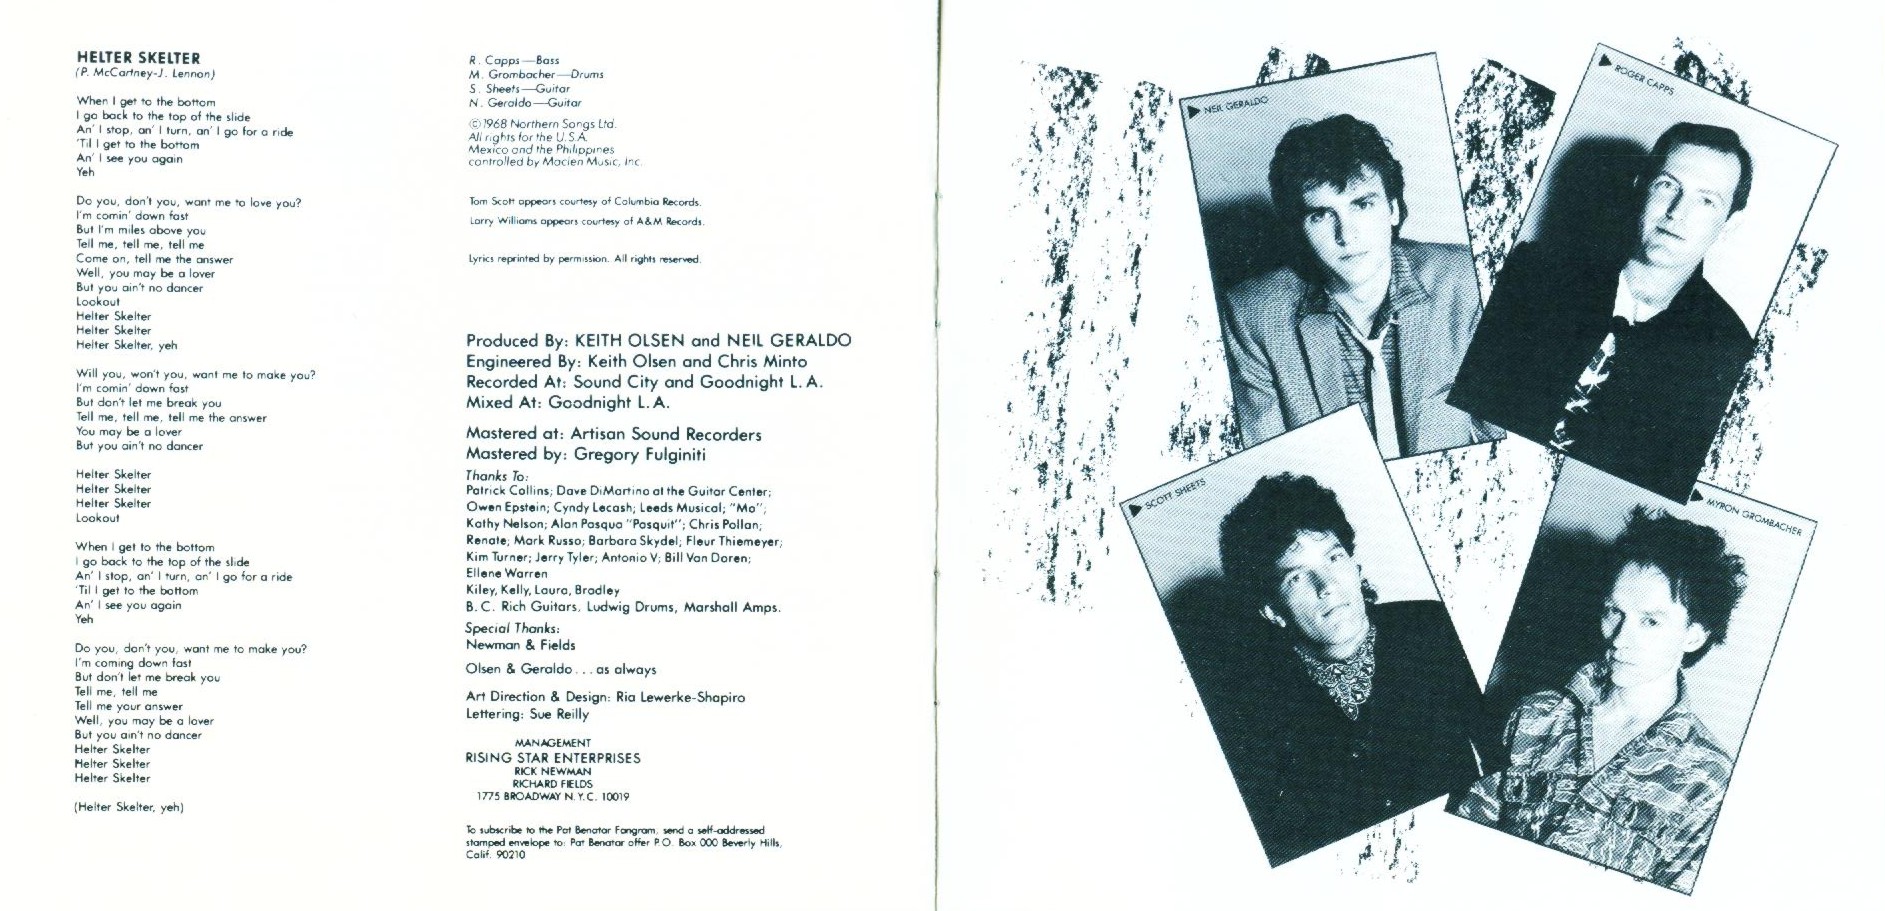 HELTER SKELTER
(P. McCartney-J. Lennon)
When I get to the bottom
I go back to the top of the slide
An' I stop, an' I turn, an' I go for a ride
'Til I get to the bottom
An' I see you again
Yeh
Do you, don't you, want me to love you?
I'm comin' down fast
But I'm miles above you
Tell me, tell me, tell me
Come on, tell me the answer
Well, you may be a lover
But you ain't no dancer
Lookout
Helter Skelter
Helter Skelter
Helter Skelter, yeh
Will you, won't you, want me to make you?
I'm comin' down fast
But don't let me break you
Tell me, tell me, tell me the answer
You may be a lover
But you ain't no dancer
Helter Skelter
Helter Skelter
Helter Skelter
Lookout
When I get to the bottom
I go back to the top of the slide
An' I stop, an' I turn, an' I go for a ride
'Til I get to the bottom
An' I see you again
Yeh
Do you, don't you, want me to make you?
I'm coming down fast
But don't let me break you
Tell me, tell me
Tell me your answer
Well, you may be a lover
But you ain't no dancer
Helter Skelter
Helter Skelter
Helter Skelter
(Helter Skelter, yeh)
R. Capps—Bass
M. Grombacher—Drums
S. Sheets—Guitar
N. Geraldo—Guitar
©1968 Northern Songs Ltd.
All rights for the U.S.A.
Mexico and the Philippines
controlled by Maclen Music, Inc.
Tom Scott appears courtesy of Columbia Records.
Larry Williams appears courtesy of A&M Records.
Lyrics reprinted by permission. All rights reserved.
Produced By: KEITH OLSEN and NEIL GERALDO
Engineered By: Keith Olsen and Chris Minto
Recorded At: Sound City and Goodnight L.A.
Mixed At: Goodnight L.A.
Mastered at: Artisan Sound Recorders
Mastered by: Gregory Fulginiti
Thanks To:
Patrick Collins; Dave DiMartino at the Guitar Center;
Owen Epstein; Cyndy Lecash; Leeds Musical; "Mo";
Kathy Nelson; Alan Pasqua "Pasquit"; Chris Pollan;
Renate; Mark Russo; Barbara Skydel; Fleur Thiemeyer;
Kim Turner; Jerry Tyler; Antonio V; Bill Van Doren;
Ellene Warren
Kiley, Kelly, Laura, Bradley
B.C. Rich Guitars, Ludwig Drums, Marshall Amps.
Special Thanks:
Newman & Fields
Olsen & Geraldo . . . as always
Art Direction & Design: Ria Lewerke-Shapiro
Lettering: Sue Reilly
MANAGEMENT
RISING STAR ENTERPRISES
RICK NEWMAN
RICHARD FIELDS
1775 BROADWAY N.Y.C. 10019
To subscribe to the Pat Benatar Fangram, send a self-addressed
stamped envelope to: Pat Benatar offer P.O. Box 000 Beverly Hills,
Calif. 90210
NEIL GERALDO
ROGER CAPPS
SCOTT SHEETS
MYRON GROMBACHER